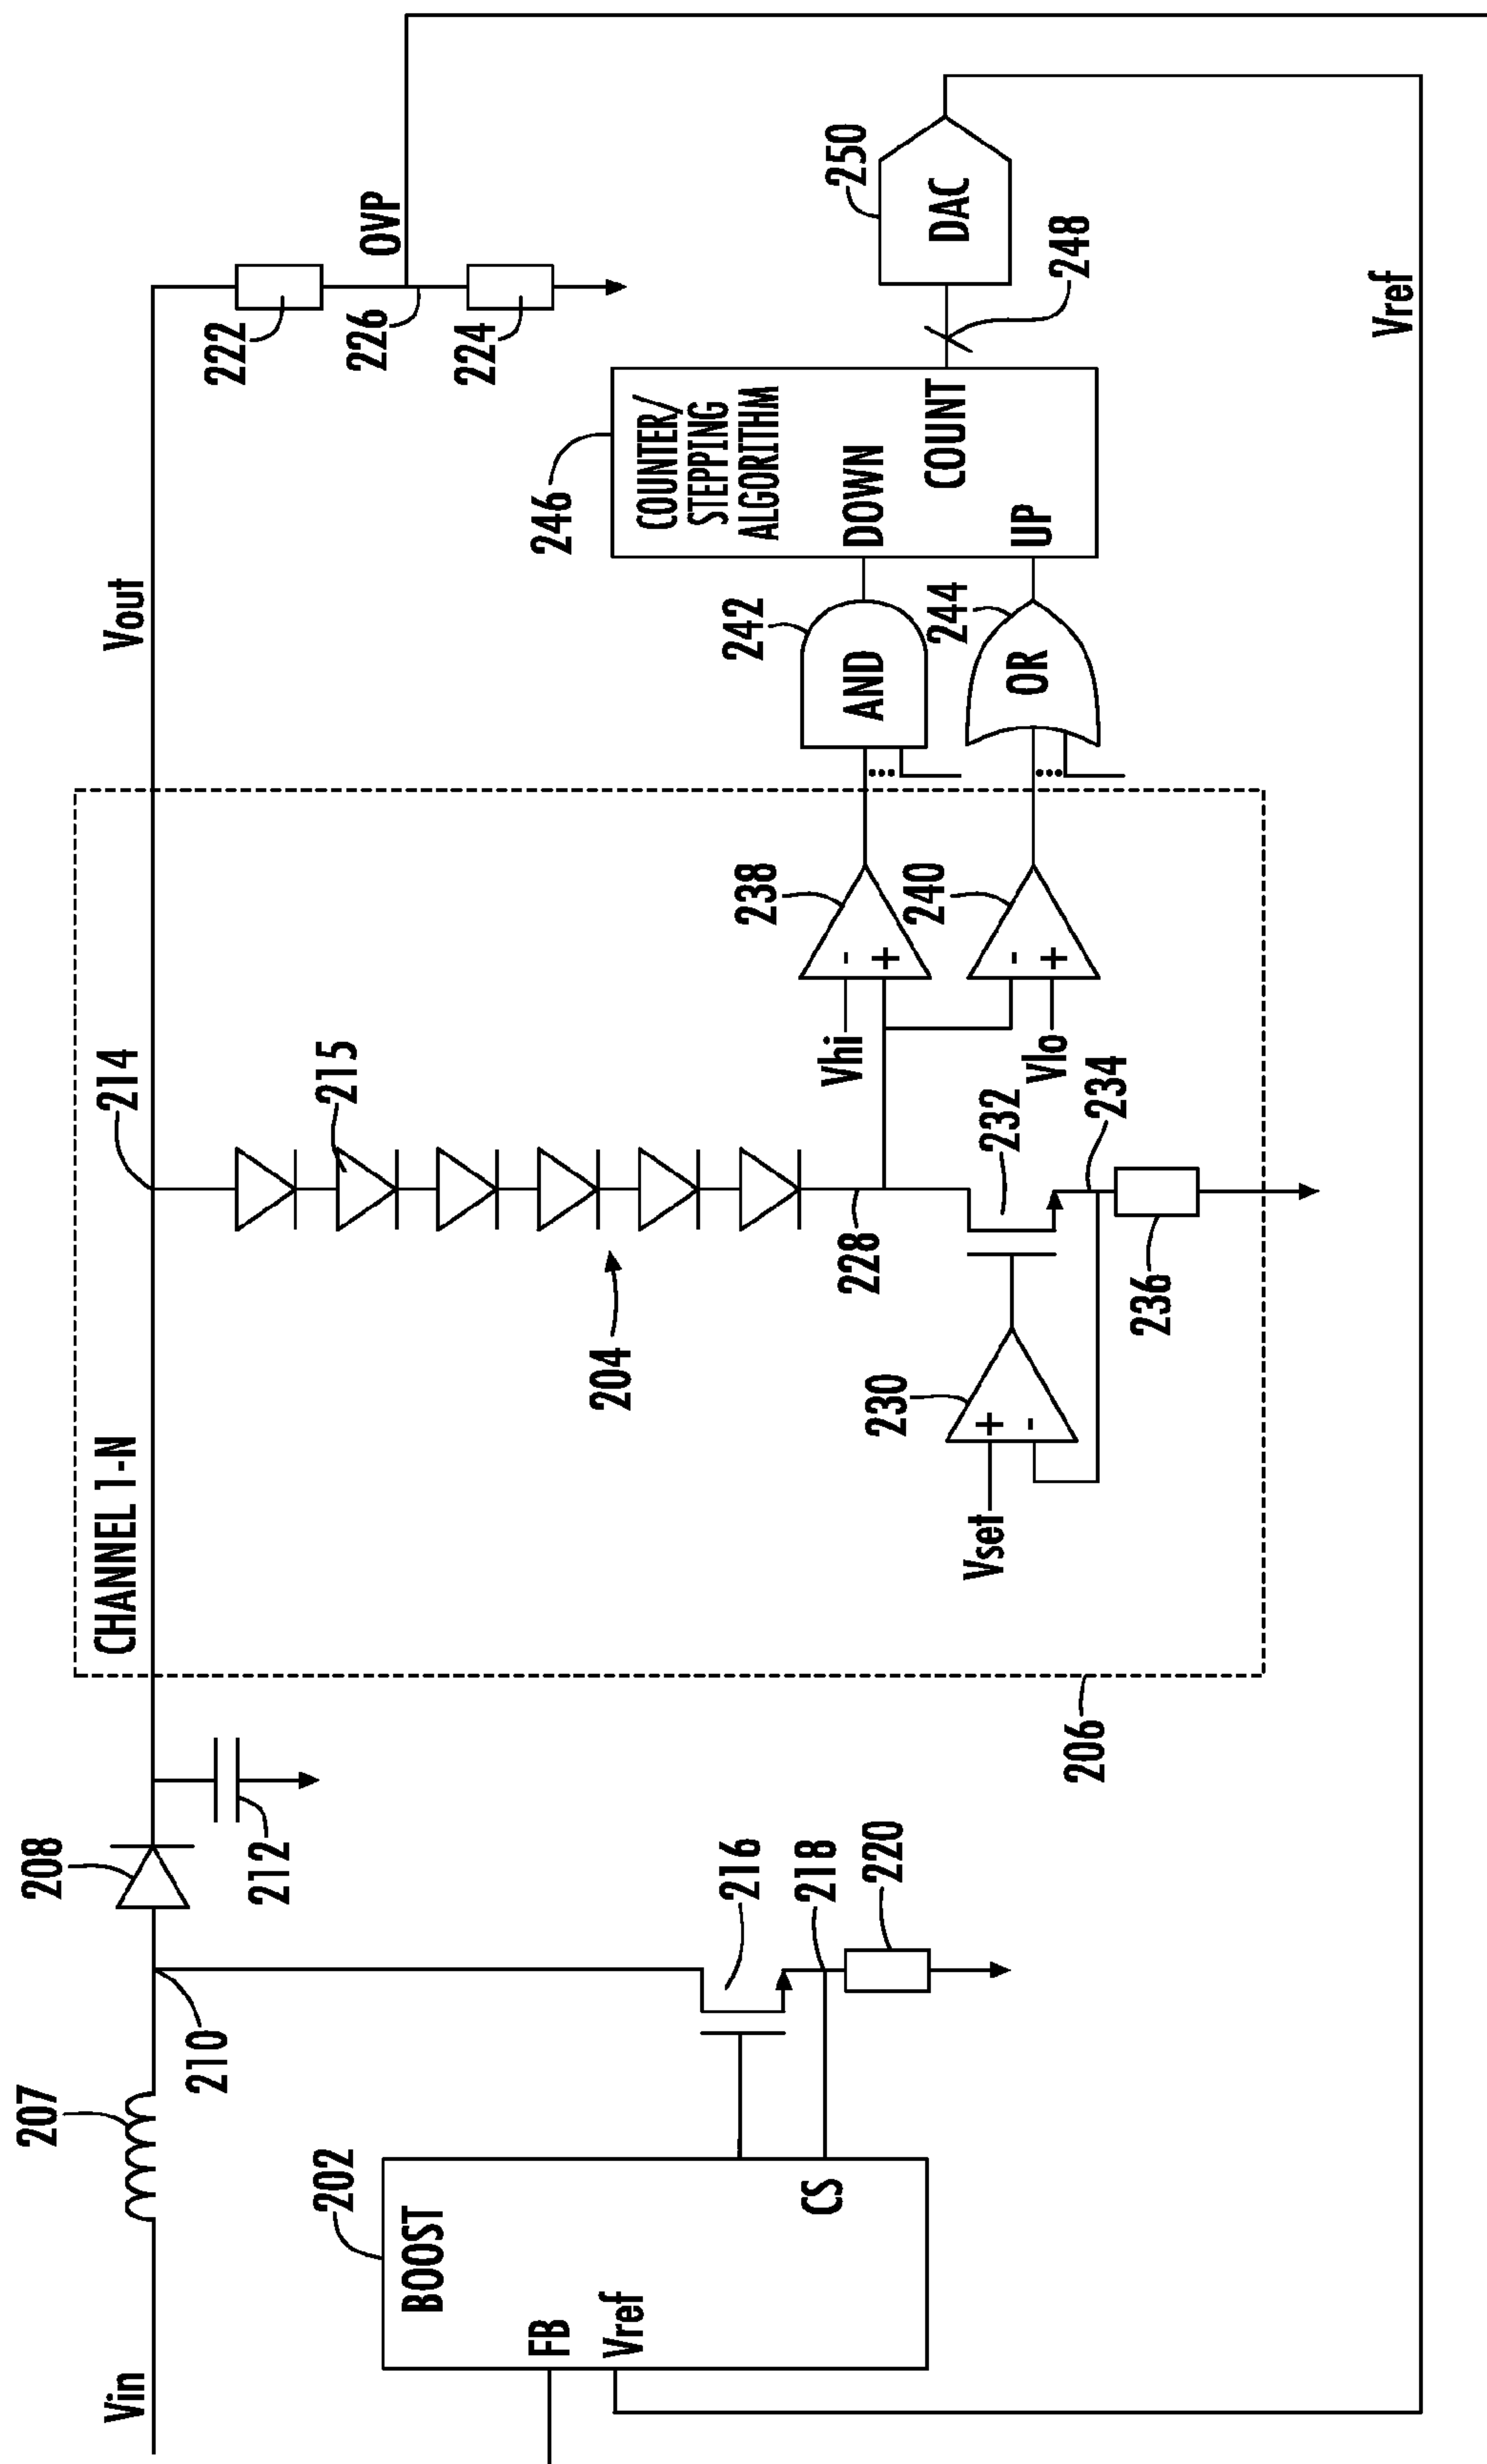 Vin
207
210
208
212
CHANNEL 1-N
214
Vout
OVP
222
226
224
202
BOOST
FB
Vref
CS
216
218
220
215
204
228
Vset
+
-
230
232
234
236
206
Vhi
-
+
238
Vlo
-
+
240
...
AND
242
...
OR
244
246
COUNTER/
STEPPING
ALGORITHM
DOWN
UP
COUNT
248
DAC
250
Vref